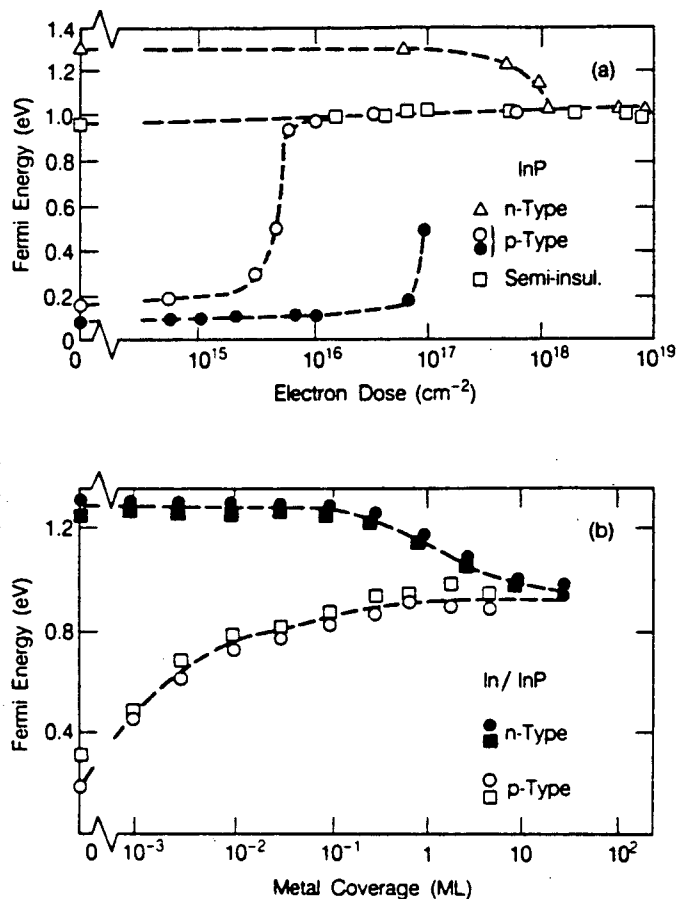 1.4
1.2
1.0
0.8
0.6
0.4
0.2
0
Fermi Energy (eV)
(a)
InP
△ n-Type
○
● p-Type
□ Semi-insul.
0 10^15 10^16 10^17 10^18 10^19
Electron Dose (cm^−2)
1.2
0.8
0.4
Fermi Energy (eV)
(b)
In/InP
●
■ n-Type
○
□ p-Type
0 10^-3 10^-2 10^-1 1 10 10^2
Metal Coverage (ML)